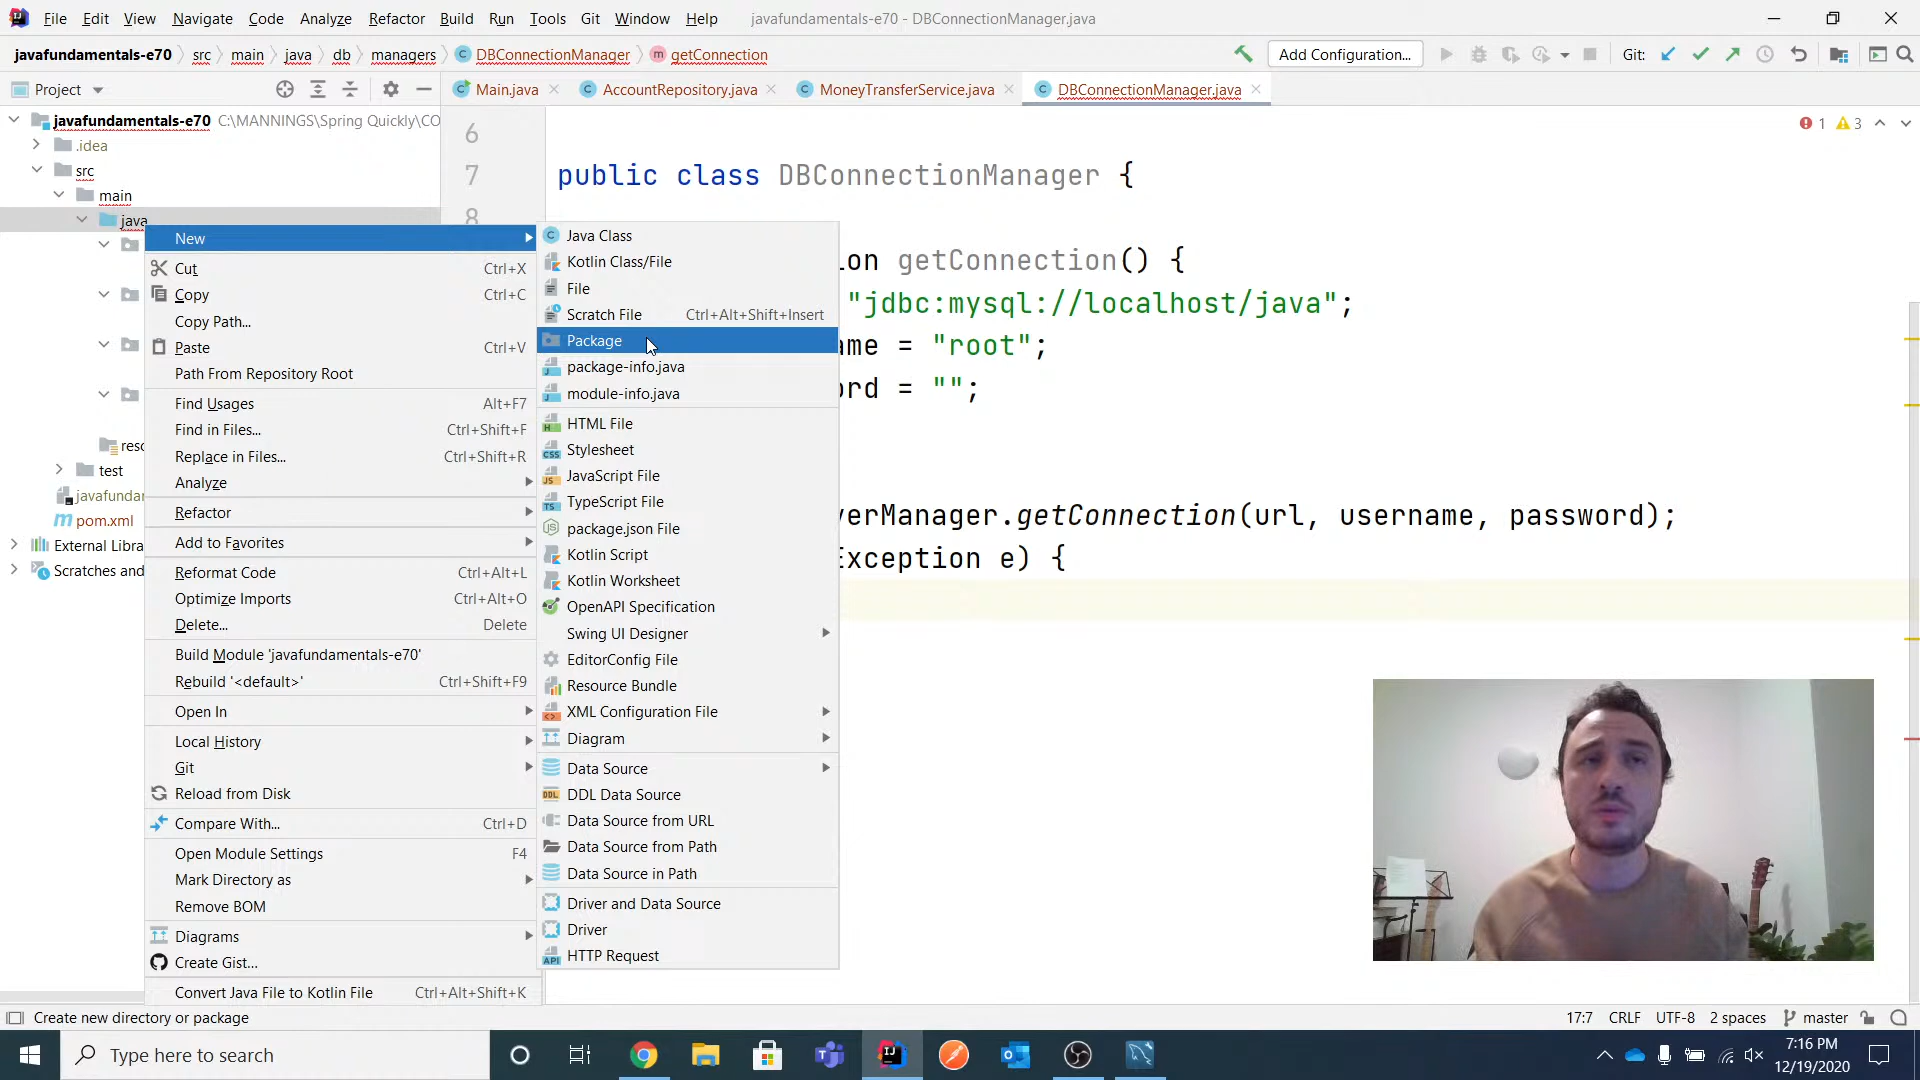 File Edit View Navigate Code Analyze Refactor Build Run Tools Git Window Help javafundamentals-e70 - DBConnectionManager.java
javafundamentals-e70 src main java db managers DBConnectionManager getConnection Add Configuration... Git:
Project Main.java AccountRepository.java MoneyTransferService.java DBConnectionManager.java
javafundamentals-e70 C:\MANNINGS\Spring Quickly\CO
.idea
src
main
java
resc
test
javafundar
pom.xml
External Libra
Scratches and
New
Cut Ctrl+X
Copy Ctrl+C
Copy Path...
Paste Ctrl+V
Path From Repository Root
Find Usages Alt+F7
Find in Files... Ctrl+Shift+F
Replace in Files... Ctrl+Shift+R
Analyze
Refactor
Add to Favorites
Reformat Code Ctrl+Alt+L
Optimize Imports Ctrl+Alt+O
Delete... Delete
Build Module 'javafundamentals-e70'
Rebuild '<default>' Ctrl+Shift+F9
Open In
Local History
Git
Reload from Disk
Compare With... Ctrl+D
Open Module Settings F4
Mark Directory as
Remove BOM
Diagrams
Create Gist...
Convert Java File to Kotlin File Ctrl+Alt+Shift+K
Java Class
Kotlin Class/File
File
Scratch File Ctrl+Alt+Shift+Insert
Package
package-info.java
module-info.java
HTML File
Stylesheet
JavaScript File
TypeScript File
package.json File
Kotlin Script
Kotlin Worksheet
OpenAPI Specification
Swing UI Designer
EditorConfig File
Resource Bundle
XML Configuration File
Diagram
Data Source
DDL Data Source
Data Source from URL
Data Source from Path
Data Source in Path
Driver and Data Source
Driver
HTTP Request
1 3
6
7 public class DBConnectionManager {
8
ion getConnection() {
"jdbc:mysql://localhost/java";
ame = "root";
ord = "";
verManager.getConnection(url, username, password);
Exception e) {
Create new directory or package 17:7 CRLF UTF-8 2 spaces master
Type here to search
7:16 PM
12/19/2020